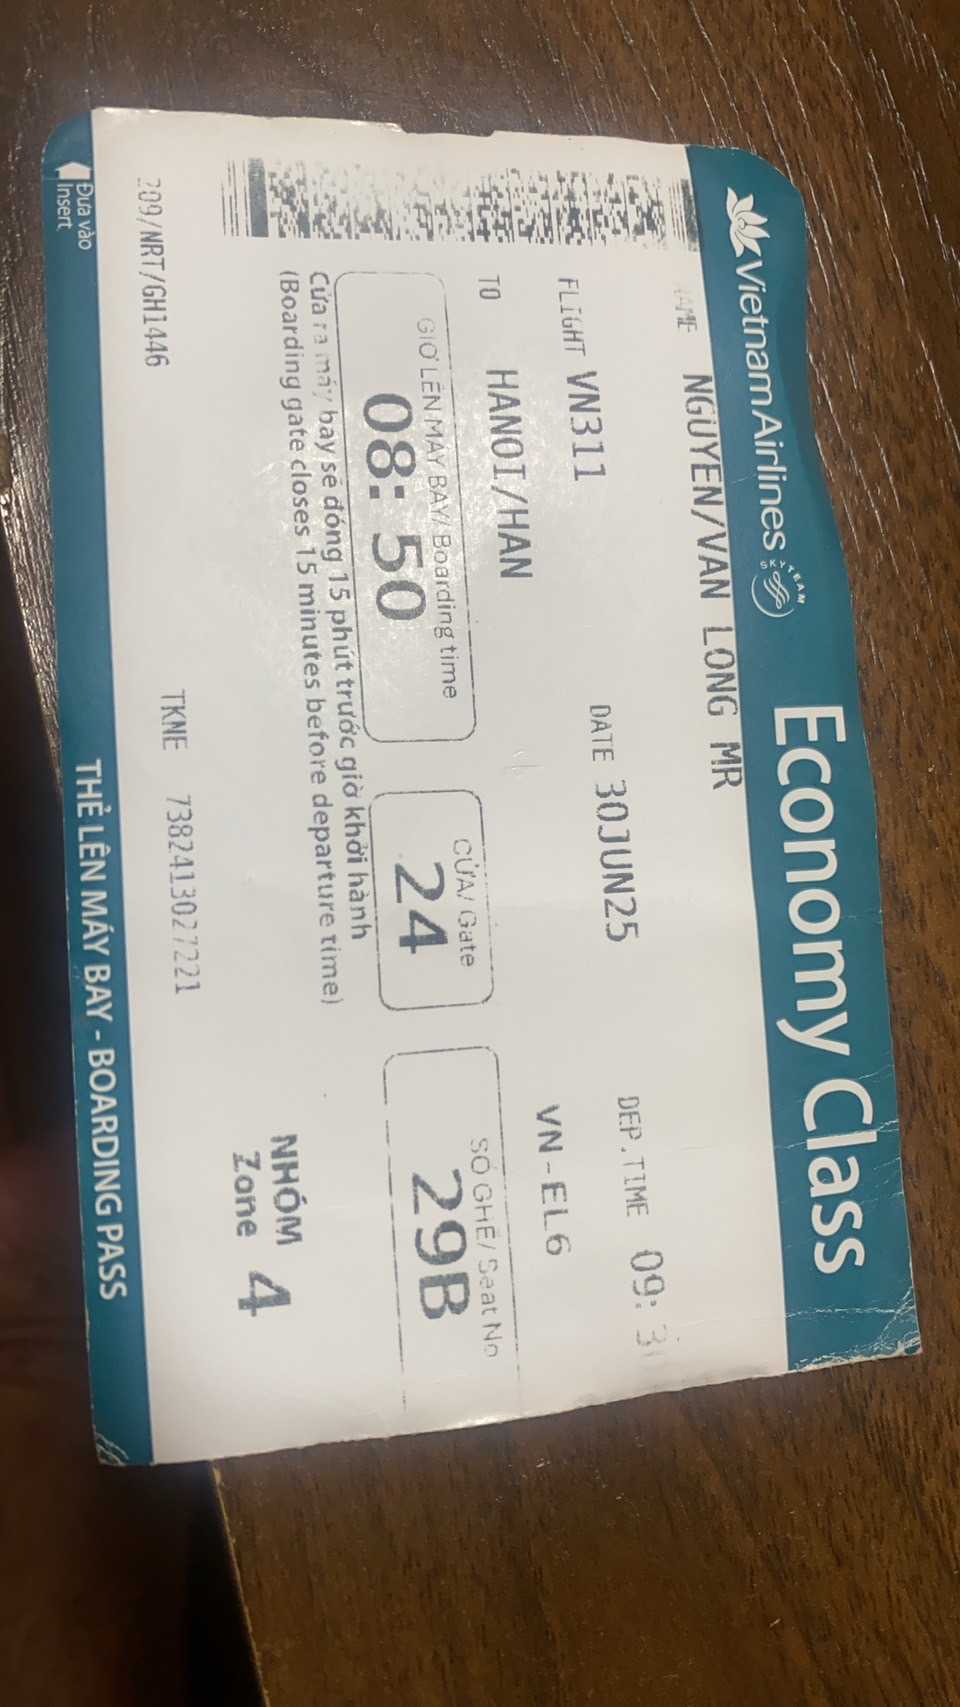 VietnamAirlines SKYTEAM Economy Class
NAME NGUYEN/VAN LONG MR
FLIGHT VN311 DATE 30JUN25 DEP.TIME 09:3
TO HANOI/HAN VN-EL6
GIỜ LÊN MÁY BAY/ Boarding time CỬA/ Gate SỐ GHẾ/ Seat No
08:50 24 29B
Cửa ra máy bay sẽ đóng 15 phút trước giờ khởi hành
(Boarding gate closes 15 minutes before departure time)
NHÓM
Zone 4
209/NRT/GH1446 TKNE 7382413027221
Đưa vào
Insert
THẺ LÊN MÁY BAY - BOARDING PASS